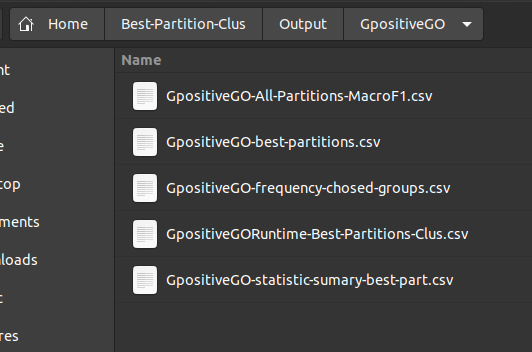 Home Best-Partition-Clus Output GpositiveGO
Name
nt
GpositiveGO-All-Partitions-MacroF1.csv
ed
e
GpositiveGO-best-partitions.csv
top
GpositiveGO-frequency-chosed-groups.csv
ments
GpositiveGORuntime-Best-Partitions-Clus.csv
nloads
GpositiveGO-statistic-sumary-best-part.csv
c
res